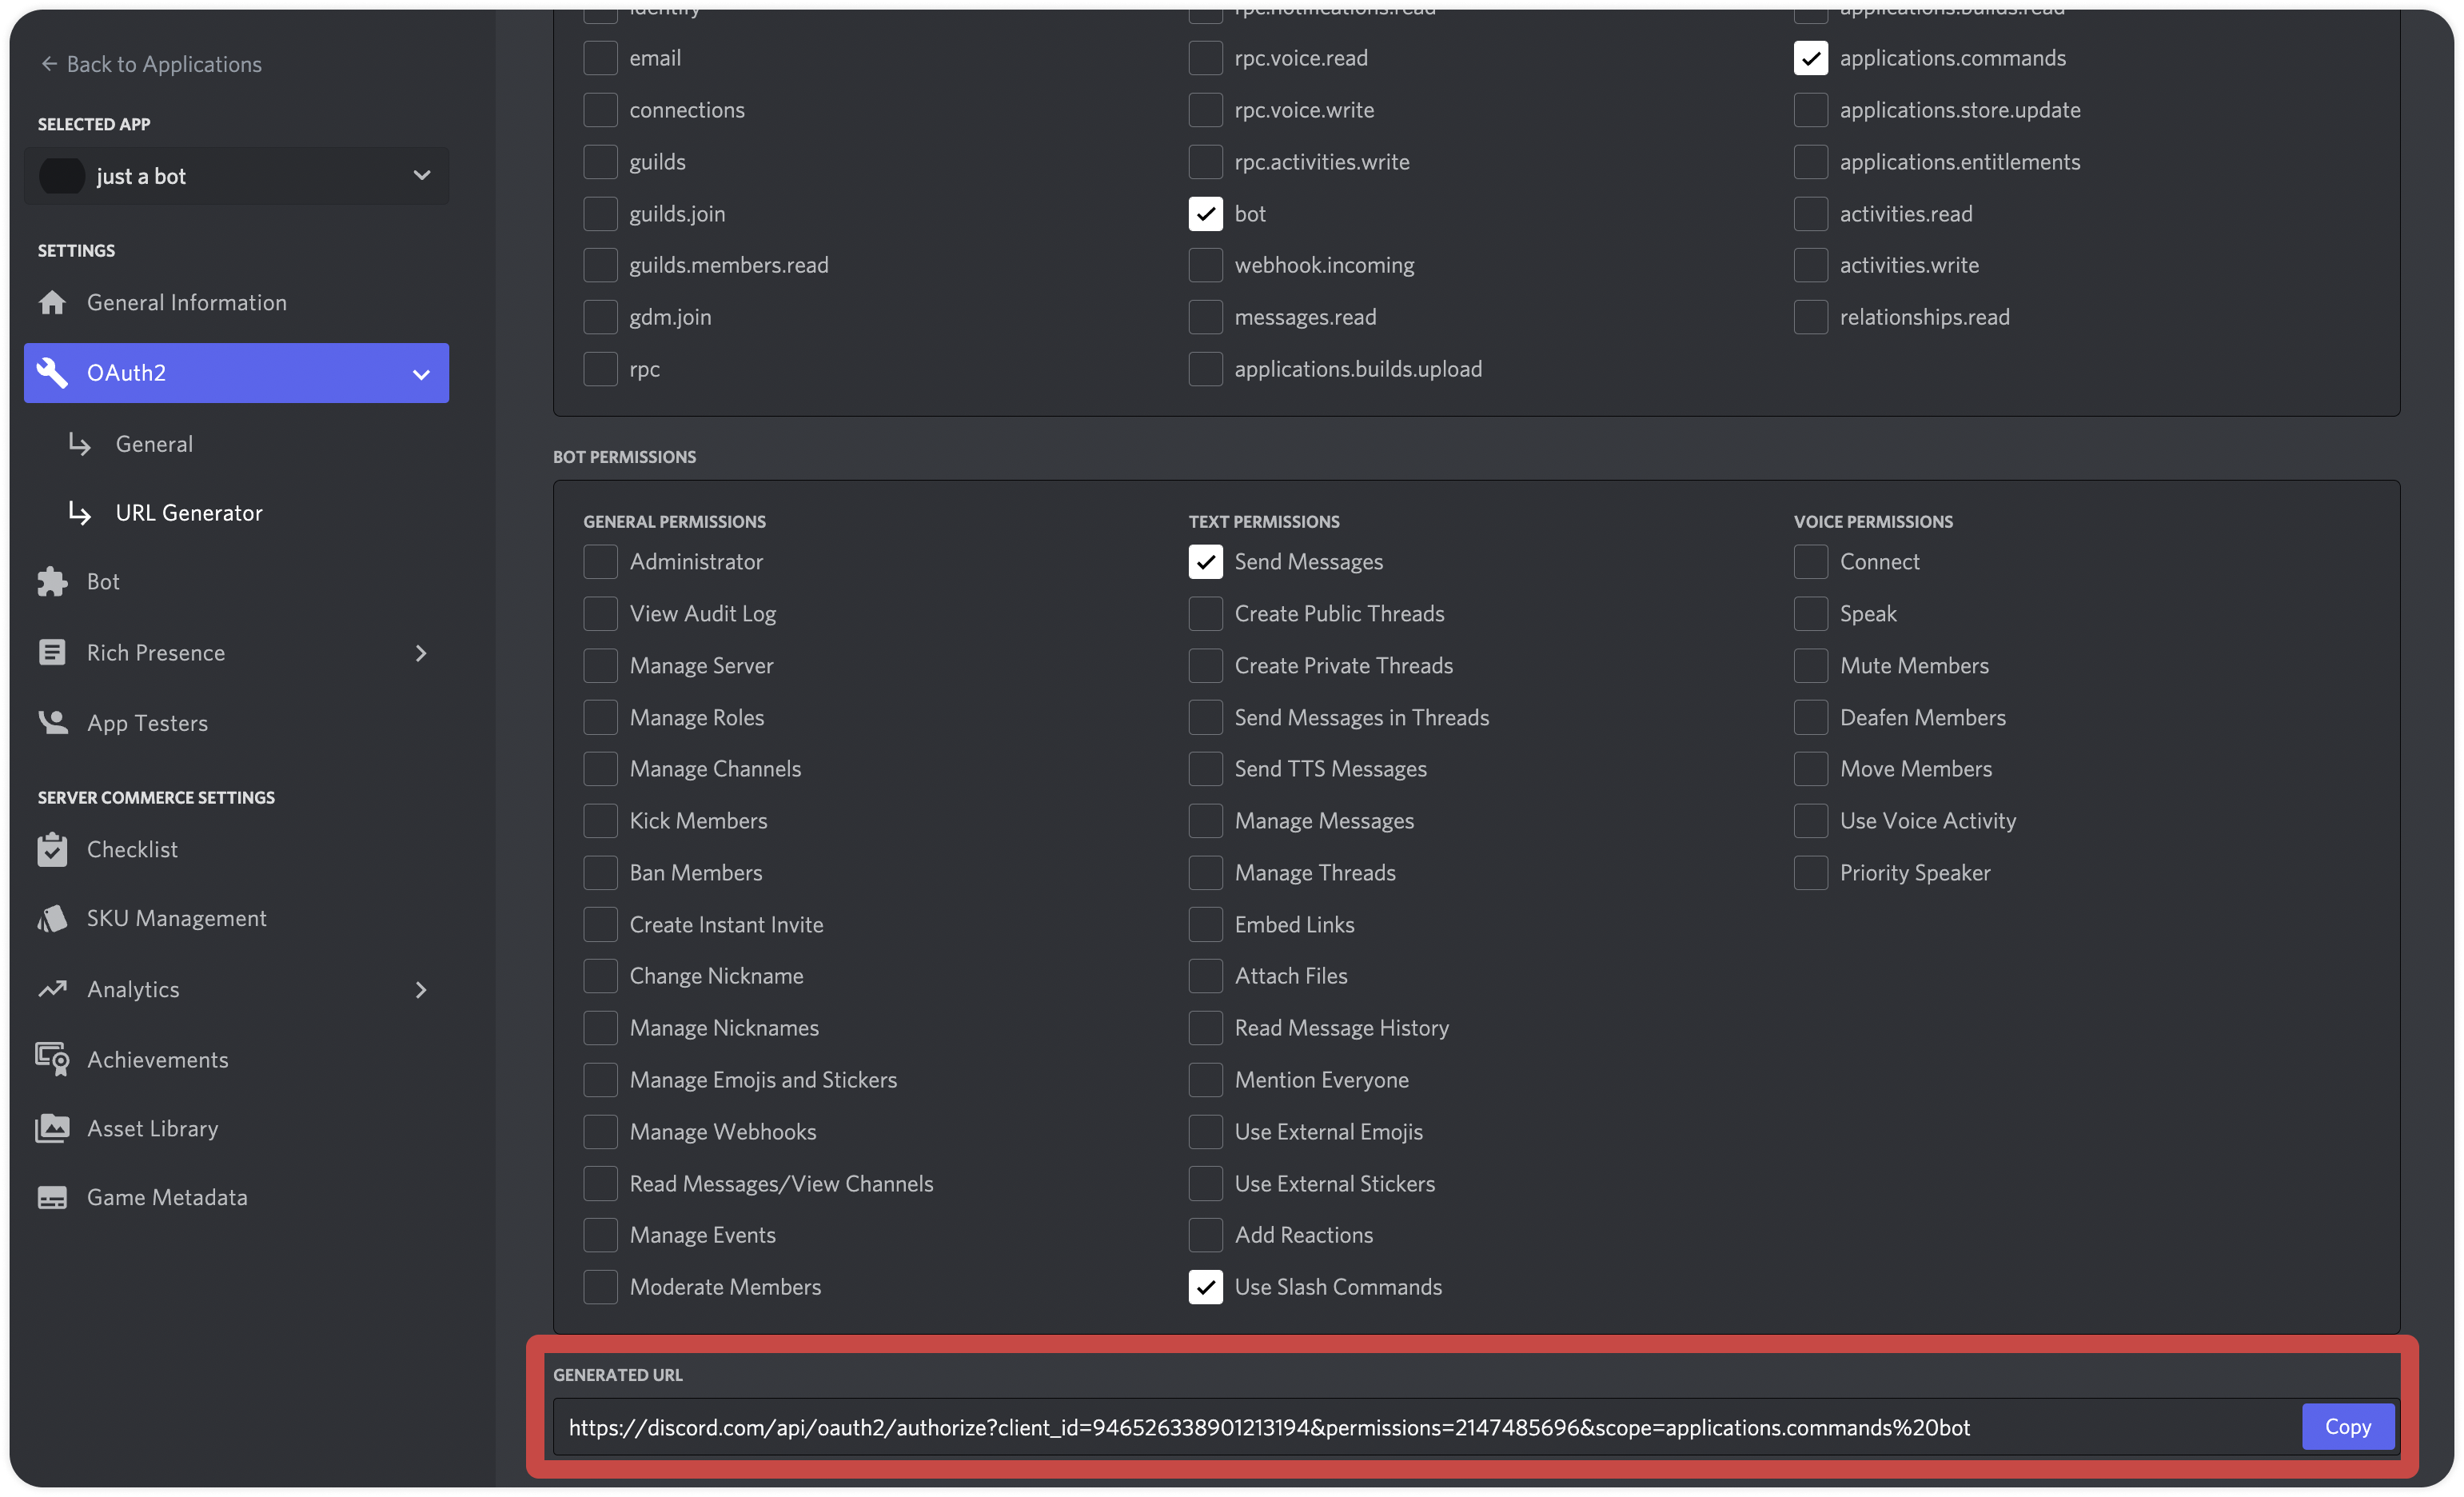 ← Back to Applications
SELECTED APP
just a bot
SETTINGS
General Information
OAuth2
General
URL Generator
Bot
Rich Presence
App Testers
SERVER COMMERCE SETTINGS
Checklist
SKU Management
Analytics
Achievements
Asset Library
Game Metadata
identify
email
connections
guilds
guilds.join
guilds.members.read
gdm.join
rpc
rpc.notifications.read
rpc.voice.read
rpc.voice.write
rpc.activities.write
bot
webhook.incoming
messages.read
applications.builds.upload
applications.builds.read
applications.commands
applications.store.update
applications.entitlements
activities.read
activities.write
relationships.read
BOT PERMISSIONS
GENERAL PERMISSIONS
Administrator
View Audit Log
Manage Server
Manage Roles
Manage Channels
Kick Members
Ban Members
Create Instant Invite
Change Nickname
Manage Nicknames
Manage Emojis and Stickers
Manage Webhooks
Read Messages/View Channels
Manage Events
Moderate Members
TEXT PERMISSIONS
Send Messages
Create Public Threads
Create Private Threads
Send Messages in Threads
Send TTS Messages
Manage Messages
Manage Threads
Embed Links
Attach Files
Read Message History
Mention Everyone
Use External Emojis
Use External Stickers
Add Reactions
Use Slash Commands
VOICE PERMISSIONS
Connect
Speak
Mute Members
Deafen Members
Move Members
Use Voice Activity
Priority Speaker
GENERATED URL
https://discord.com/api/oauth2/authorize?client_id=946526338901213194&permissions=2147485696&scope=applications.commands%20bot
Copy